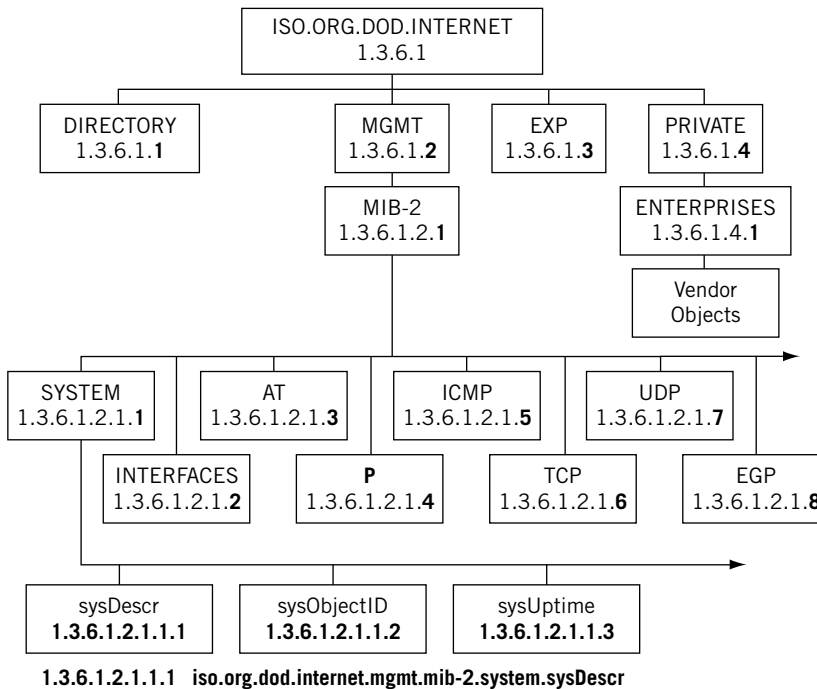 ISO.ORG.DOD.INTERNET
1.3.6.1
DIRECTORY
1.3.6.1.1
MGMT
1.3.6.1.2
EXP
1.3.6.1.3
PRIVATE
1.3.6.1.4
MIB-2
1.3.6.1.2.1
ENTERPRISES
1.3.6.1.4.1
Vendor
Objects
SYSTEM
1.3.6.1.2.1.1
AT
1.3.6.1.2.1.3
ICMP
1.3.6.1.2.1.5
UDP
1.3.6.1.2.1.7
INTERFACES
1.3.6.1.2.1.2
P
1.3.6.1.2.1.4
TCP
1.3.6.1.2.1.6
EGP
1.3.6.1.2.1.8
sysDescr
1.3.6.1.2.1.1.1
sysObjectID
1.3.6.1.2.1.1.2
sysUptime
1.3.6.1.2.1.1.3
1.3.6.1.2.1.1.1 iso.org.dod.internet.mgmt.mib-2.system.sysDescr